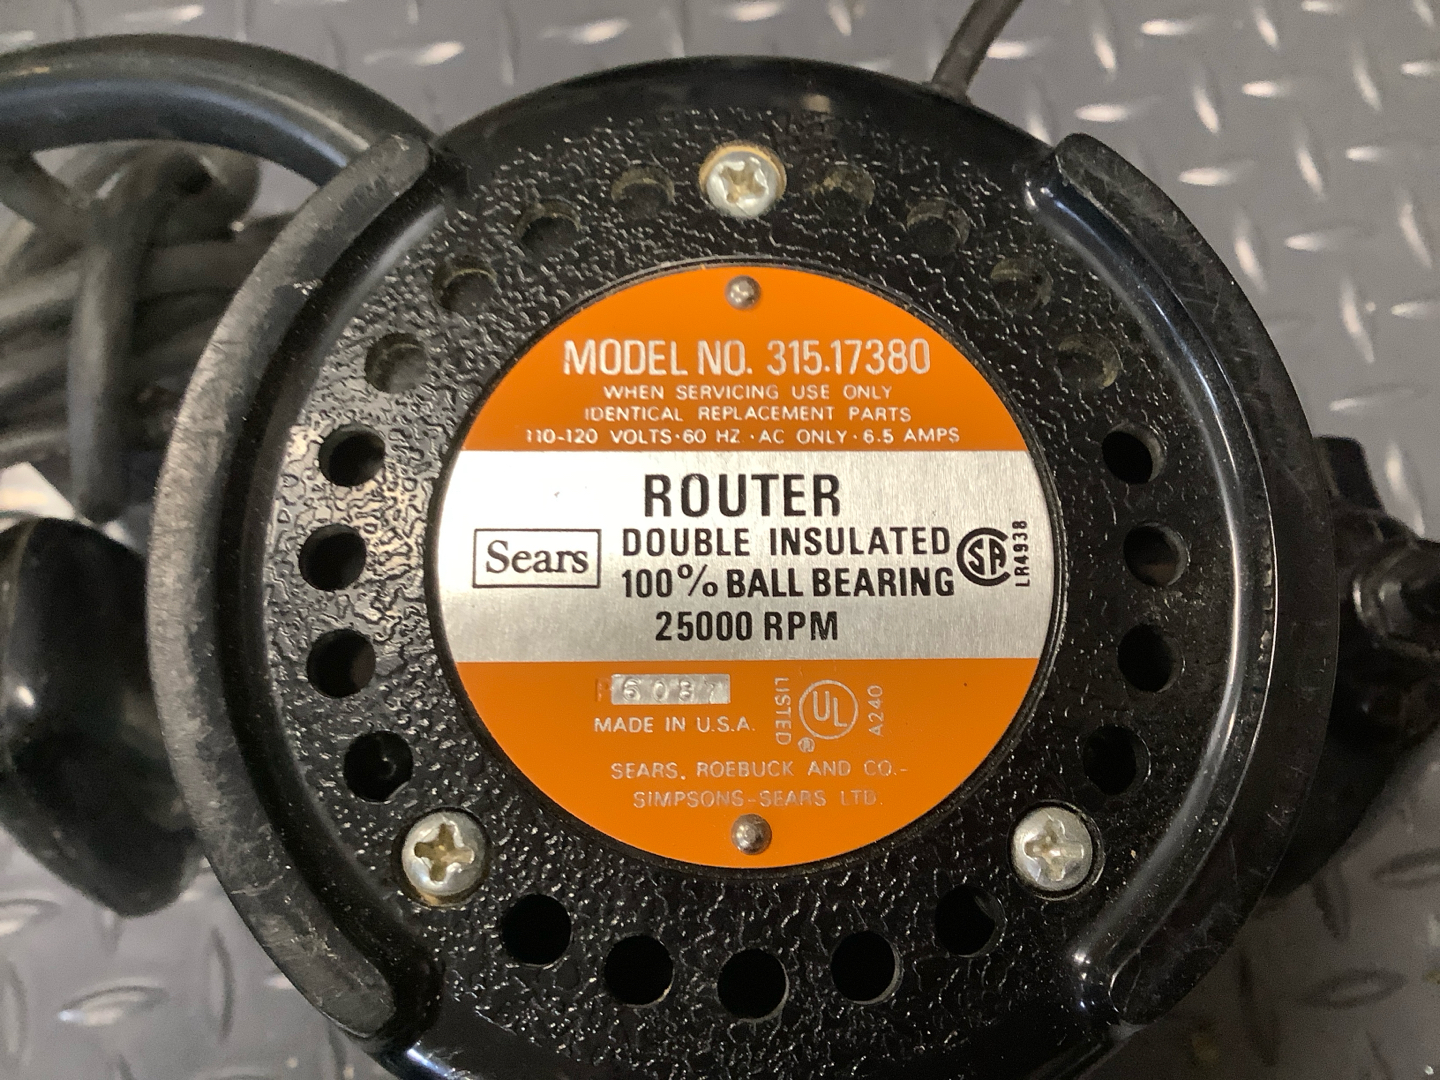 MODEL NO. 315.17380
WHEN SERVICING USE ONLY
IDENTICAL REPLACEMENT PARTS
110-120 VOLTS·60 HZ·AC ONLY·6.5 AMPS
ROUTER
Sears
DOUBLE INSULATED
100% BALL BEARING
25000 RPM
SA
LR4938
MADE IN U.S.A.
LISTED
UL
®
A240
SEARS, ROEBUCK AND CO.-
SIMPSONS-SEARS LTD.